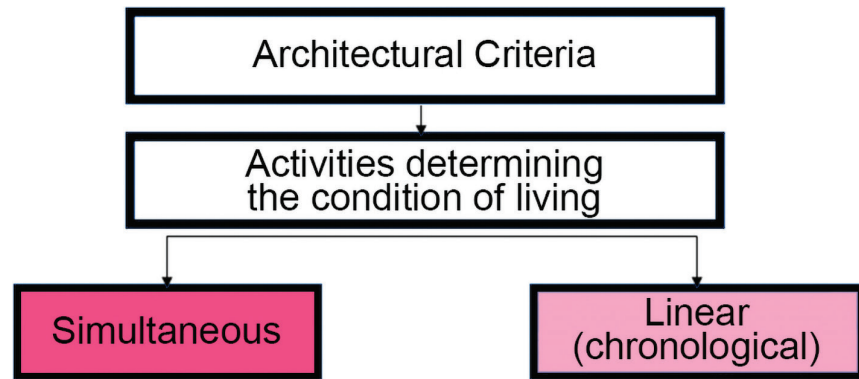 Architectural Criteria
Activities determining
the condition of living
Simultaneous
Linear
(chronological)